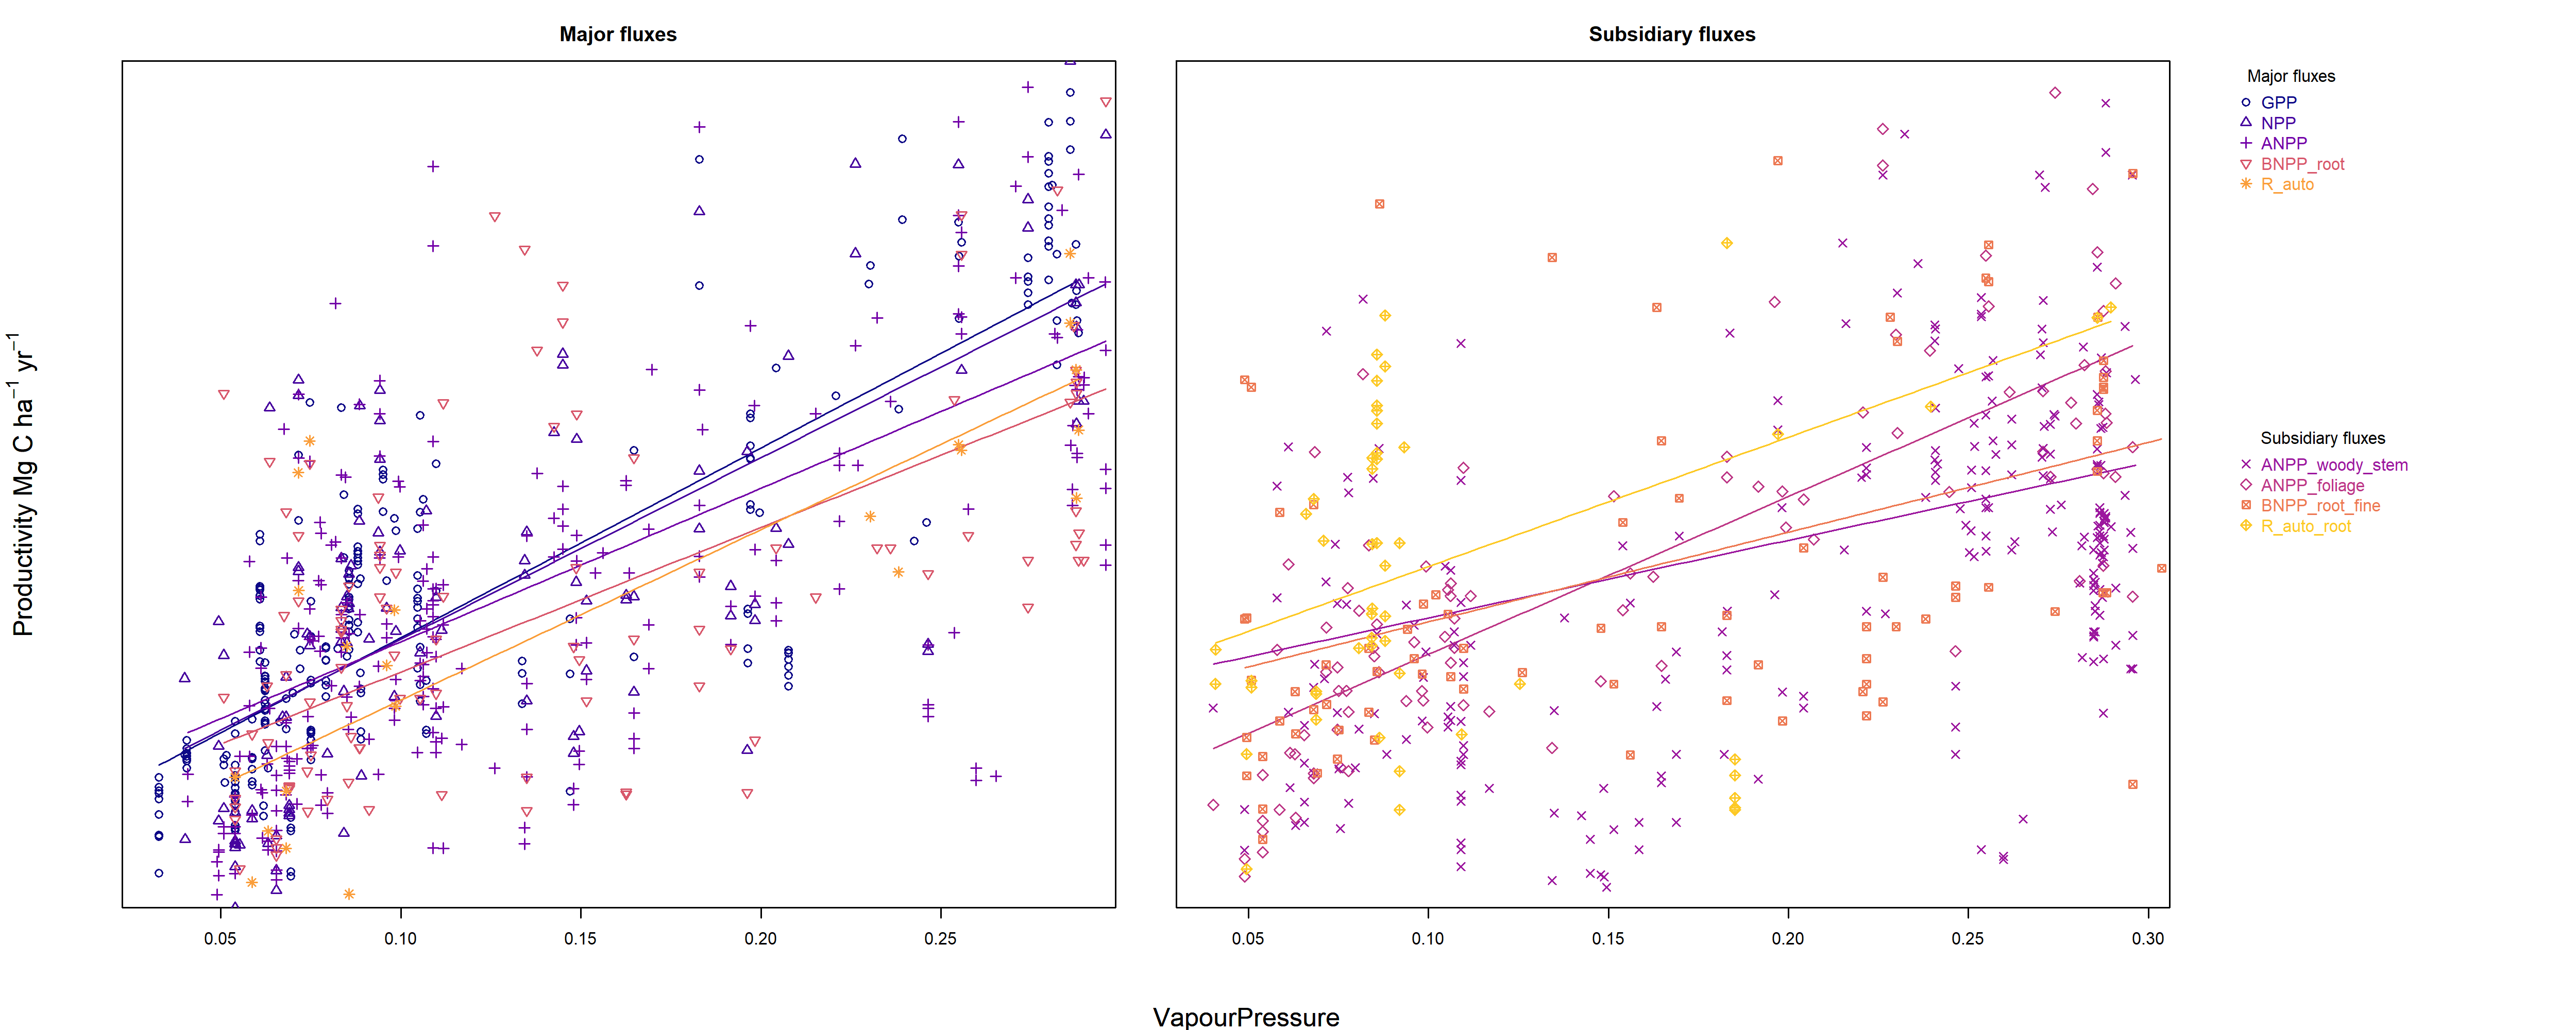 Major fluxes
Subsidiary fluxes
Productivity Mg C ha⁻¹ yr⁻¹
0.05 0.10 0.15 0.20 0.25
0.05 0.10 0.15 0.20 0.25 0.30
VapourPressure
Major fluxes
GPP
NPP
ANPP
BNPP_root
R_auto
Subsidiary fluxes
ANPP_woody_stem
ANPP_foliage
BNPP_root_fine
R_auto_root